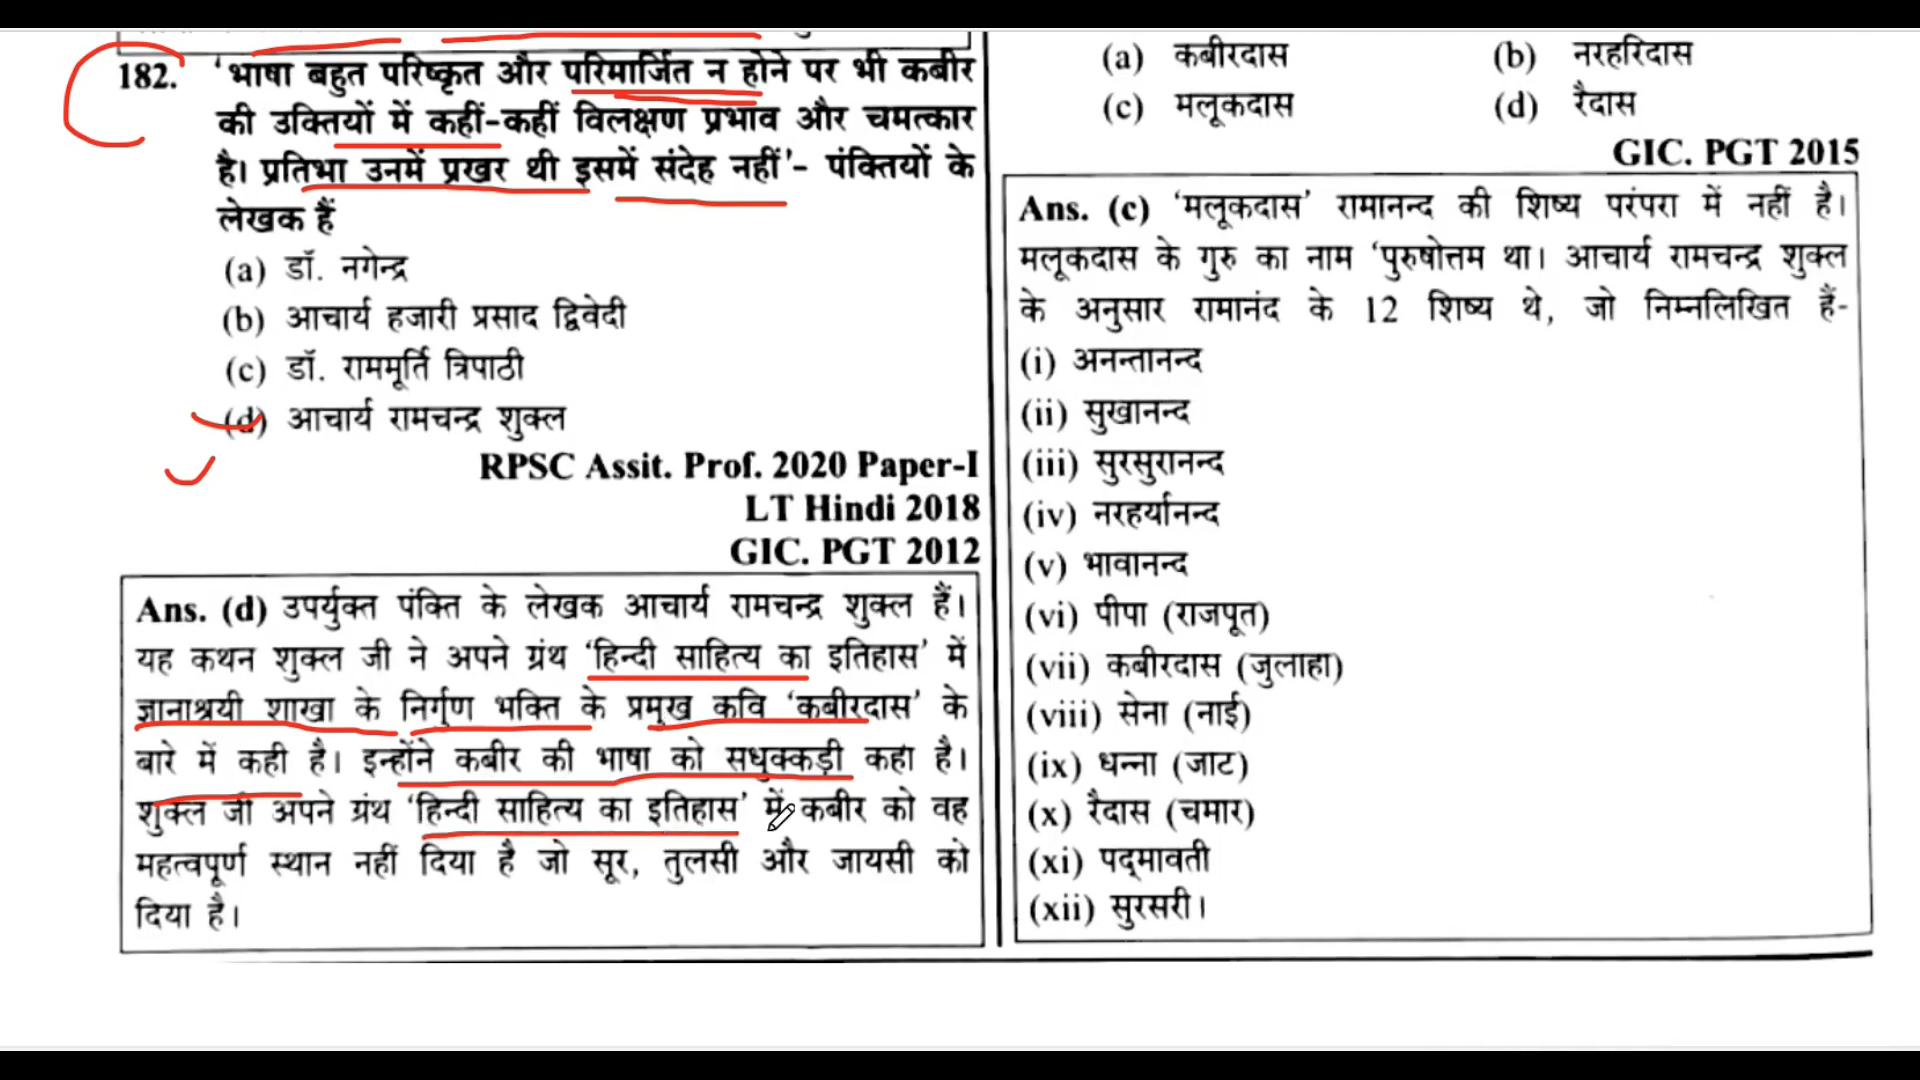 182. ‘भाषा बहुत परिष्कृत और परिमार्जित न होने पर भी कबीर
की उक्तियों में कहीं-कहीं विलक्षण प्रभाव और चमत्कार
है। प्रतिभा उनमें प्रखर थी इसमें संदेह नहीं’- पंक्तियों के
लेखक हैं
(a) डॉ. नगेन्द्र
(b) आचार्य हजारी प्रसाद द्विवेदी
(c) डॉ. राममूर्ति त्रिपाठी
(d) आचार्य रामचन्द्र शुक्ल
RPSC Assit. Prof. 2020 Paper-I
LT Hindi 2018
GIC. PGT 2012
Ans. (d) उपर्युक्त पंक्ति के लेखक आचार्य रामचन्द्र शुक्ल हैं।
यह कथन शुक्ल जी ने अपने ग्रंथ ‘हिन्दी साहित्य का इतिहास’ में
ज्ञानाश्रयी शाखा के निर्गुण भक्ति के प्रमुख कवि ‘कबीरदास’ के
बारे में कही है। इन्होंने कबीर की भाषा को सधुक्कड़ी कहा है।
शुक्ल जी अपने ग्रंथ ‘हिन्दी साहित्य का इतिहास’ में कबीर को वह
महत्वपूर्ण स्थान नहीं दिया है जो सूर, तुलसी और जायसी को
दिया है।
(a) कबीरदास (b) नरहरिदास
(c) मलूकदास (d) रैदास
GIC. PGT 2015
Ans. (c) ‘मलूकदास’ रामानन्द की शिष्य परंपरा में नहीं है।
मलूकदास के गुरु का नाम ‘पुरुषोत्तम था। आचार्य रामचन्द्र शुक्ल
के अनुसार रामानंद के 12 शिष्य थे, जो निम्नलिखित हैं-
(i) अनन्तानन्द
(ii) सुखानन्द
(iii) सुरसुरानन्द
(iv) नरहर्यानन्द
(v) भावानन्द
(vi) पीपा (राजपूत)
(vii) कबीरदास (जुलाहा)
(viii) सेना (नाई)
(ix) धन्ना (जाट)
(x) रैदास (चमार)
(xi) पद्‌मावती
(xii) सुरसरी।